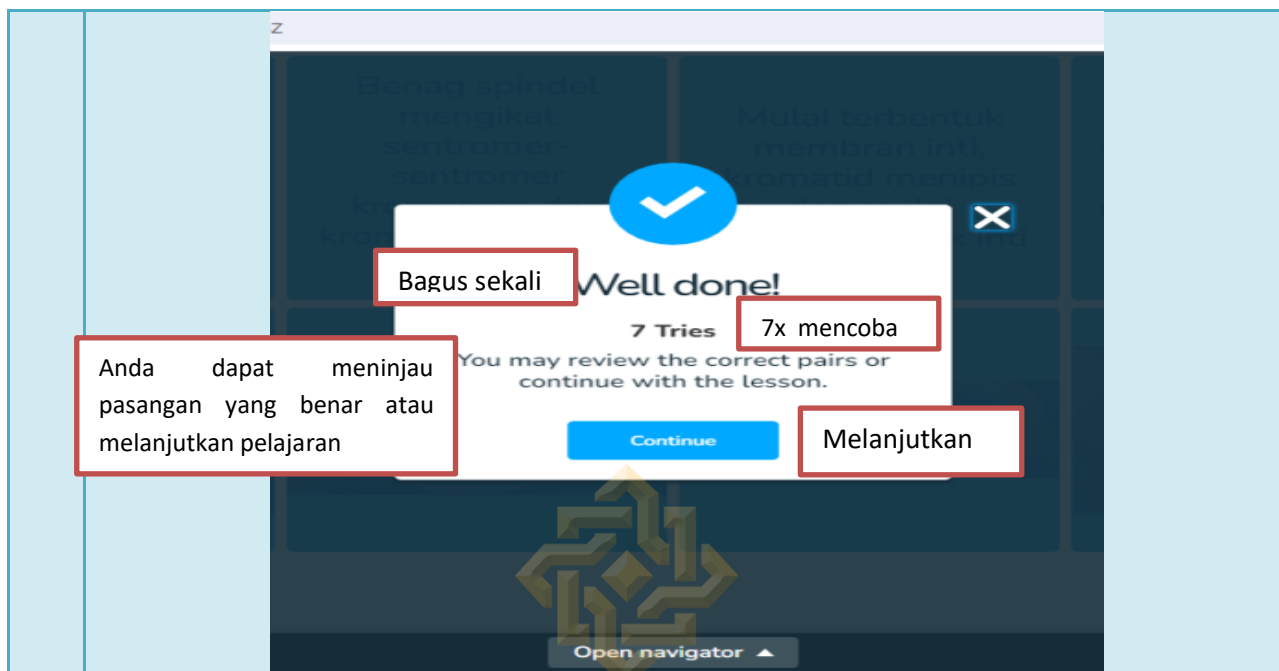 z
Benag spindel
mengikat
sentromer-
sentromer
Mulai terbentuk
membran inti,
kromatid menipis
inti
Bagus sekali
Well done!
7 Tries
7x mencoba
You may review the correct pairs or
continue with the lesson.
Anda dapat meninjau
pasangan yang benar atau
melanjutkan pelajaran
Continue
Melanjutkan
Open navigator